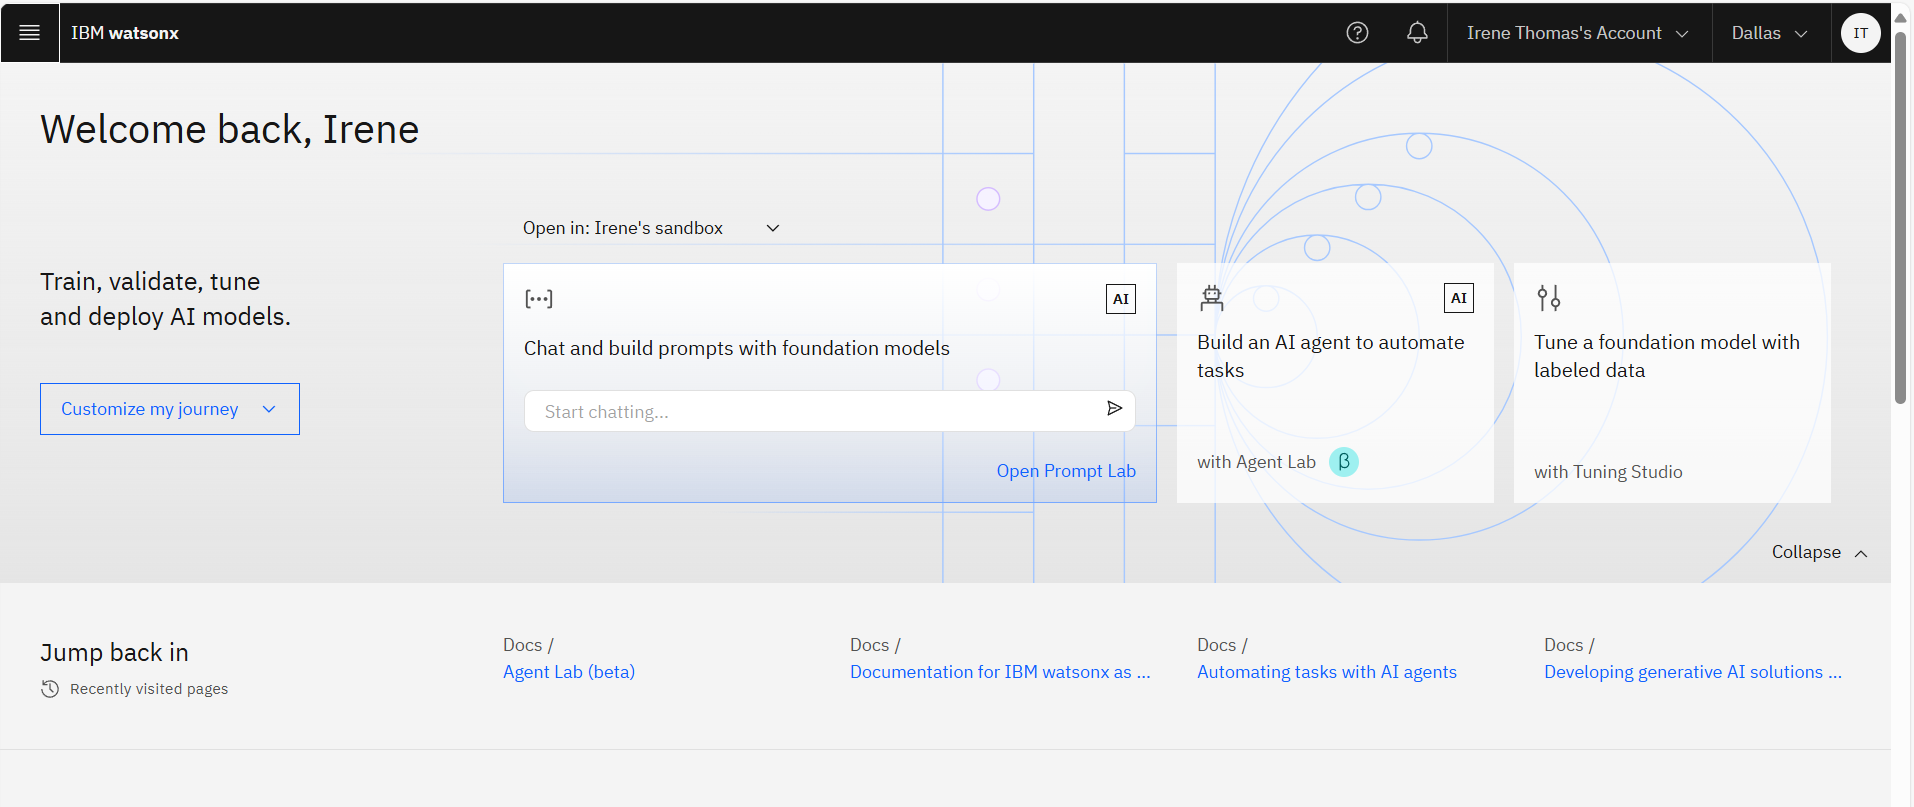 IBM watsonx
Irene Thomas's Account
Dallas
IT
Welcome back, Irene
Open in: Irene's sandbox
Train, validate, tune
and deploy AI models.
Customize my journey
AI
Chat and build prompts with foundation models
Start chatting...
Open Prompt Lab
AI
Build an AI agent to automate
tasks
with Agent Lab β
Tune a foundation model with
labeled data
with Tuning Studio
Collapse
Jump back in
Recently visited pages
Docs /
Agent Lab (beta)
Docs /
Documentation for IBM watsonx as ...
Docs /
Automating tasks with AI agents
Docs /
Developing generative AI solutions ...